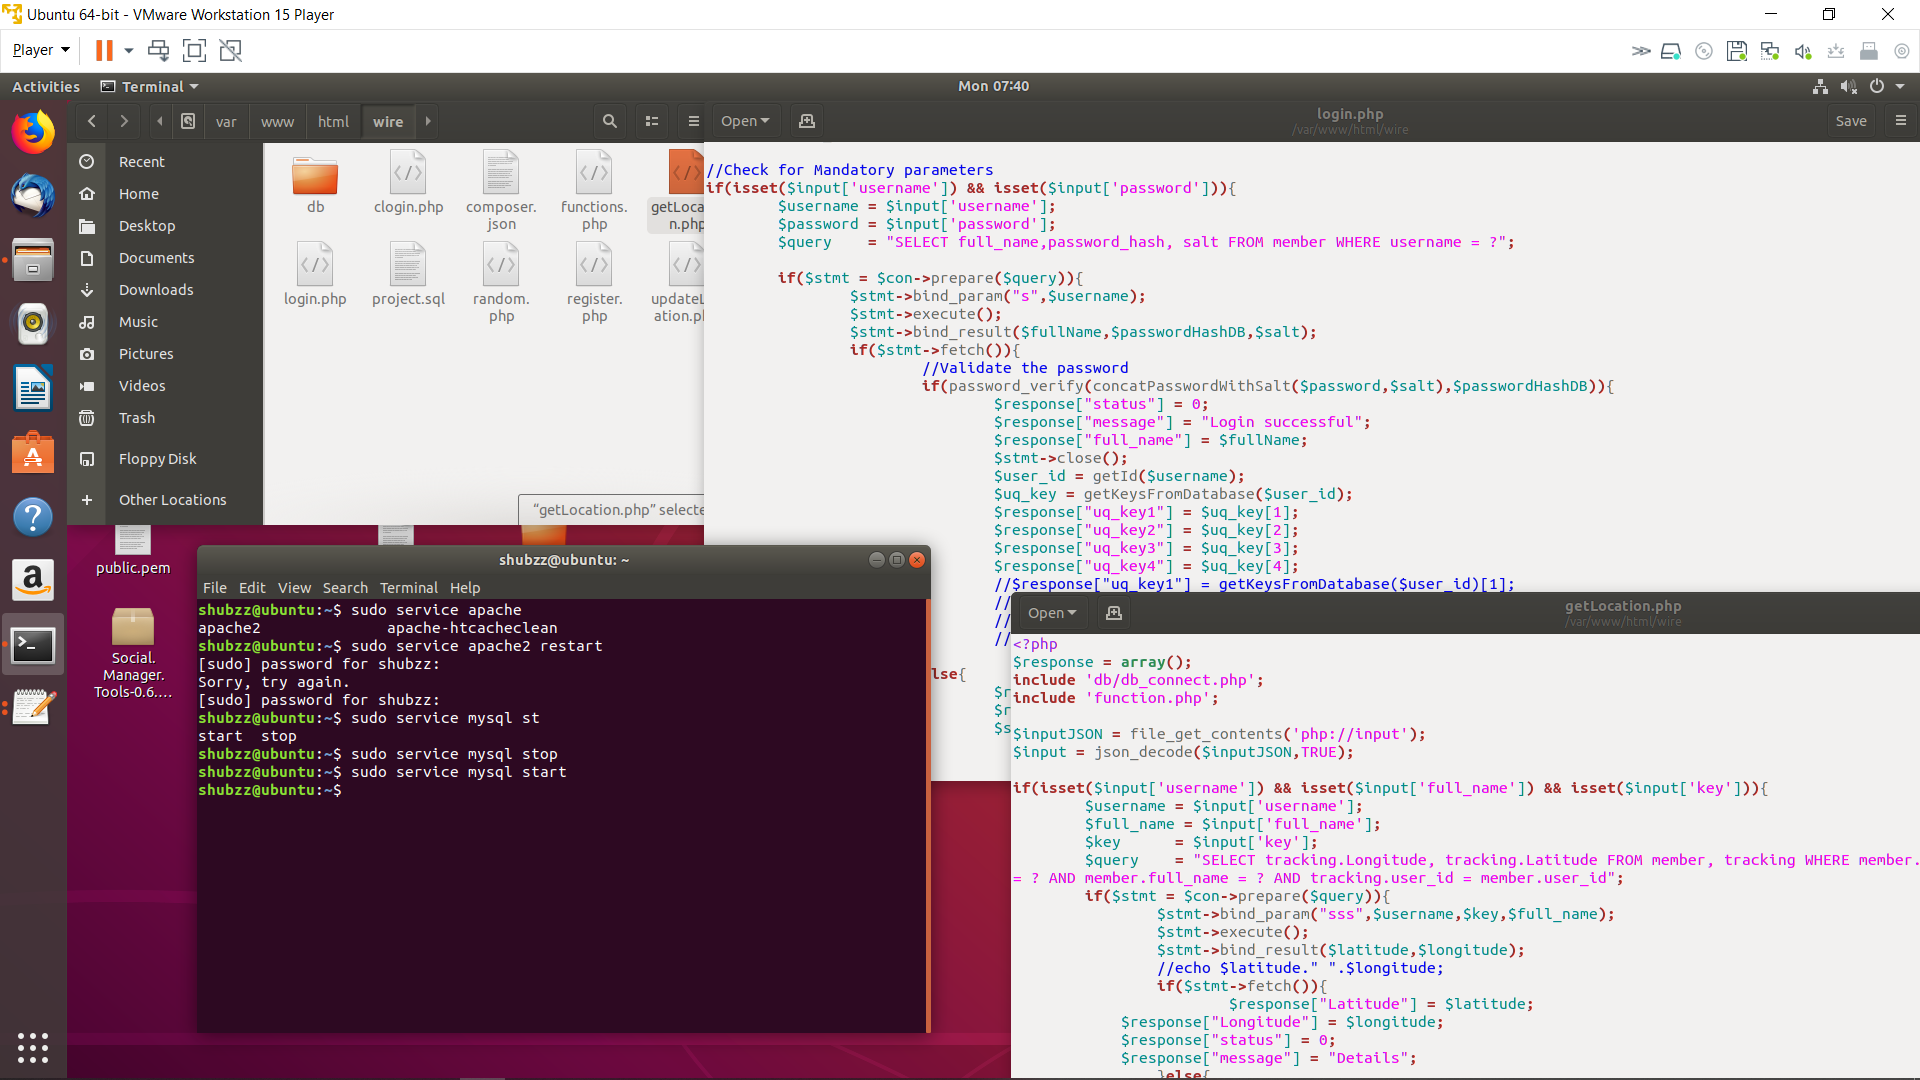 Ubuntu 64-bit - VMware Workstation 15 Player
Player
Activities
Terminal
Mon 07:40
var
www
html
wire
Recent
Home
Desktop
Documents
Downloads
Music
Pictures
Videos
Trash
Floppy Disk
Other Locations
db
clogin.php
composer.
json
functions.
php
getLoca
n.php
login.php
project.sql
random.
php
register.
php
updateL
ation.p
"getLocation.php" selecte
Open
login.php
/var/www/html/wire
Save
//Check for Mandatory parameters
if(isset($input['username']) && isset($input['password'])){
$username = $input['username'];
$password = $input['password'];
$query    = "SELECT full_name,password_hash, salt FROM member WHERE username = ?";
if($stmt = $con->prepare($query)){
$stmt->bind_param("s",$username);
$stmt->execute();
$stmt->bind_result($fullName,$passwordHashDB,$salt);
if($stmt->fetch()){
//Validate the password
if(password_verify(concatPasswordWithSalt($password,$salt),$passwordHashDB)){
$response["status"] = 0;
$response["message"] = "Login successful";
$response["full_name"] = $fullName;
$stmt->close();
$user_id = getId($username);
$uq_key = getKeysFromDatabase($user_id);
$response["uq_key1"] = $uq_key[1];
$response["uq_key2"] = $uq_key[2];
$response["uq_key3"] = $uq_key[3];
$response["uq_key4"] = $uq_key[4];
//$response["uq_key1"] = getKeysFromDatabase($user_id)[1];
//
/
/
//
lse{
$r
$r
$s
public.pem
Social.
Manager.
Tools-0.6....
shubzz@ubuntu: ~
File Edit View Search Terminal Help
shubzz@ubuntu:~$ sudo service apache
apache2              apache-htcacheclean
shubzz@ubuntu:~$ sudo service apache2 restart
[sudo] password for shubzz:
Sorry, try again.
[sudo] password for shubzz:
shubzz@ubuntu:~$ sudo service mysql st
start  stop
shubzz@ubuntu:~$ sudo service mysql stop
shubzz@ubuntu:~$ sudo service mysql start
shubzz@ubuntu:~$
Open
getLocation.php
/var/www/html/wire
<?php
$response = array();
include 'db/db_connect.php';
include 'function.php';
$inputJSON = file_get_contents('php://input');
$input = json_decode($inputJSON,TRUE);
if(isset($input['username']) && isset($input['full_name']) && isset($input['key'])){
$username = $input['username'];
$full_name = $input['full_name'];
$key      = $input['key'];
$query    = "SELECT tracking.Longitude, tracking.Latitude FROM member, tracking WHERE member.
= ? AND member.full_name = ? AND tracking.user_id = member.user_id";
if($stmt = $con->prepare($query)){
$stmt->bind_param("sss",$username,$key,$full_name);
$stmt->execute();
$stmt->bind_result($latitude,$longitude);
//echo $latitude." ".$longitude;
if($stmt->fetch()){
$response["Latitude"] = $latitude;
$response["Longitude"] = $longitude;
$response["status"] = 0;
$response["message"] = "Details";
}else{